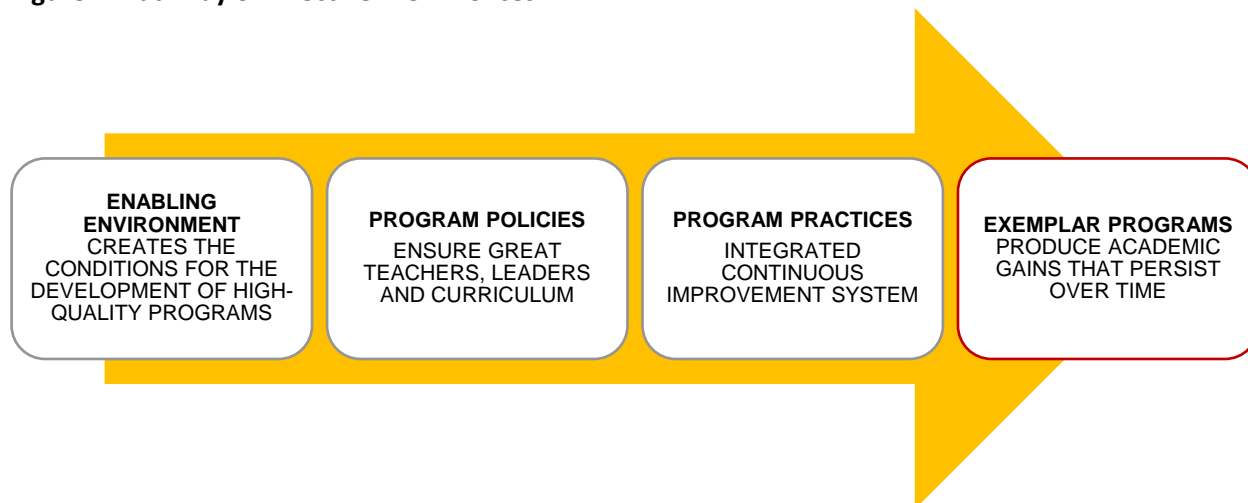 ENABLING
ENVIRONMENT
CREATES THE
CONDITIONS FOR THE
DEVELOPMENT OF HIGH-
QUALITY PROGRAMS
PROGRAM POLICIES
ENSURE GREAT
TEACHERS, LEADERS
AND CURRICULUM
PROGRAM PRACTICES
INTEGRATED
CONTINUOUS
IMPROVEMENT SYSTEM
EXEMPLAR PROGRAMS
PRODUCE ACADEMIC
GAINS THAT PERSIST
OVER TIME